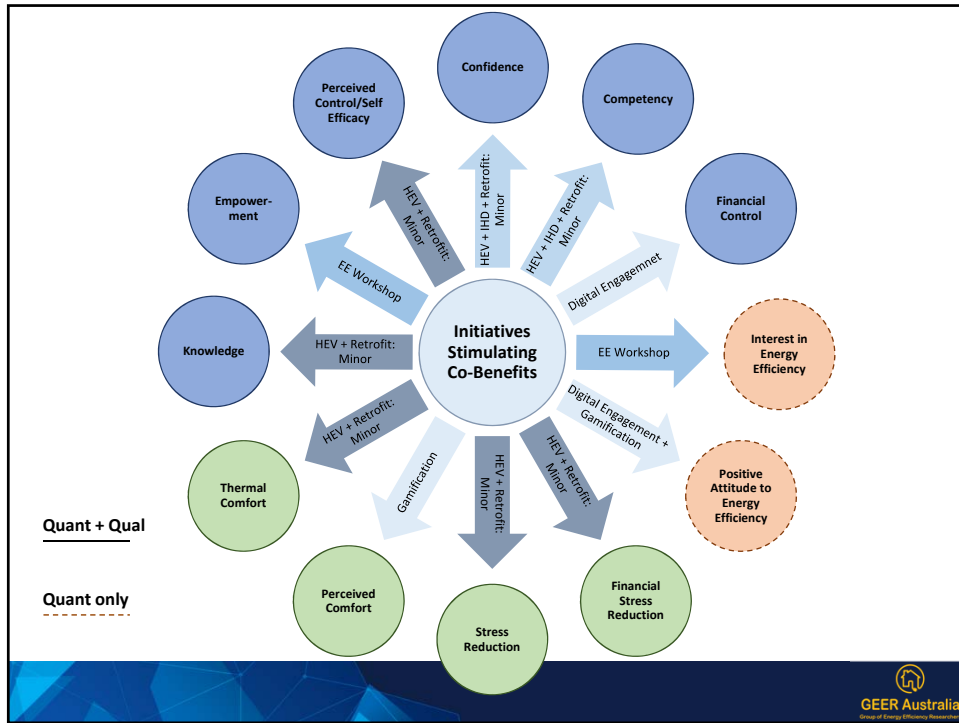 Confidence
Perceived
Control/Self
Efficacy
Competency
Empower-
ment
Financial
Control
Knowledge
Interest in
Energy
Efficiency
Thermal
Comfort
Positive
Attitude to
Energy
Efficiency
Perceived
Comfort
Stress
Reduction
Financial
Stress
Reduction
Initiatives
Stimulating
Co-Benefits
HEV + IHD + Retrofit:
Minor
HEV + IHD + Retrofit:
Minor
Digital Engagemnet
EE Workshop
Digital Engagement +
Gamification
HEV + Retrofit:
Minor
HEV + Retrofit:
Minor
Gamification
HEV + Retrofit:
Minor
HEV + Retrofit:
Minor
EE Workshop
HEV + Retroftit:
Minor
Quant + Qual
Quant only
GEER Australia
Group of Energy Efficiency Researchers